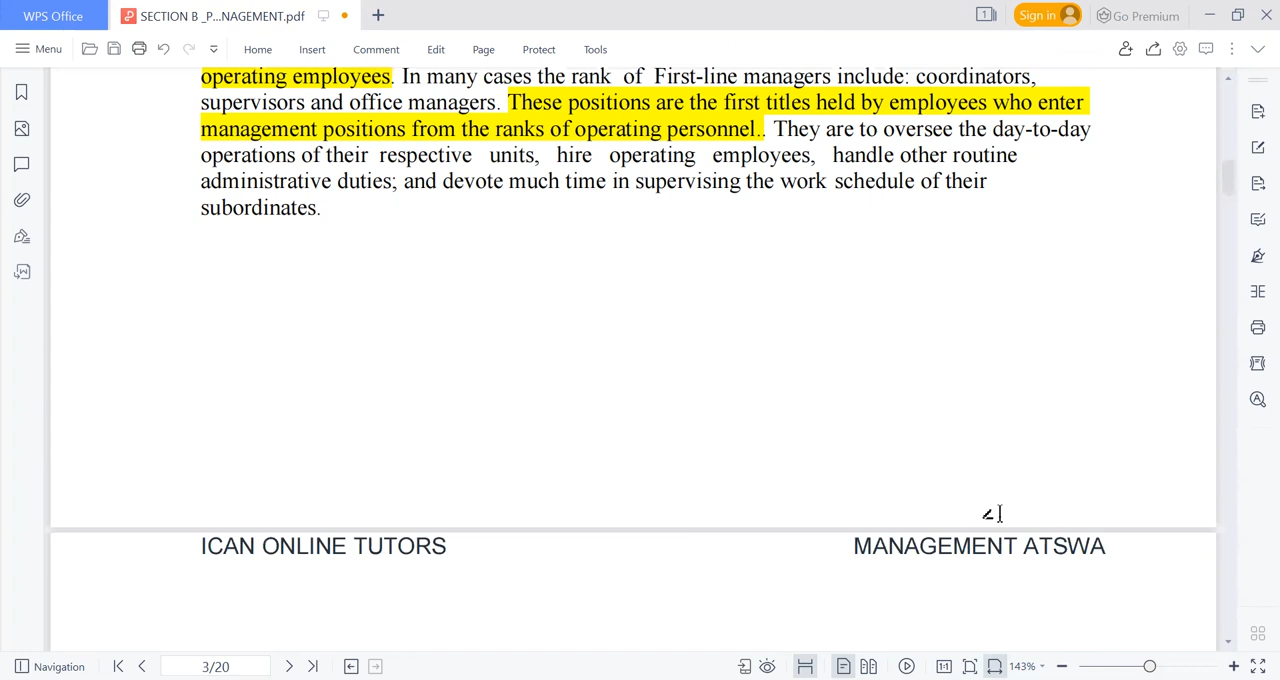 WPS Office
SECTION B _P...NAGEMENT.pdf
Sign in
Go Premium
Menu
Home
Insert
Comment
Edit
Page
Protect
Tools
operating employees. In many cases the rank of First-line managers include: coordinators,
supervisors and office managers. These positions are the first titles held by employees who enter
management positions from the ranks of operating personnel.. They are to oversee the day-to-day
operations of their respective units, hire operating employees, handle other routine
administrative duties; and devote much time in supervising the work schedule of their
subordinates.
ICAN ONLINE TUTORS
MANAGEMENT ATSWA
Navigation
3/20
1:1
143%